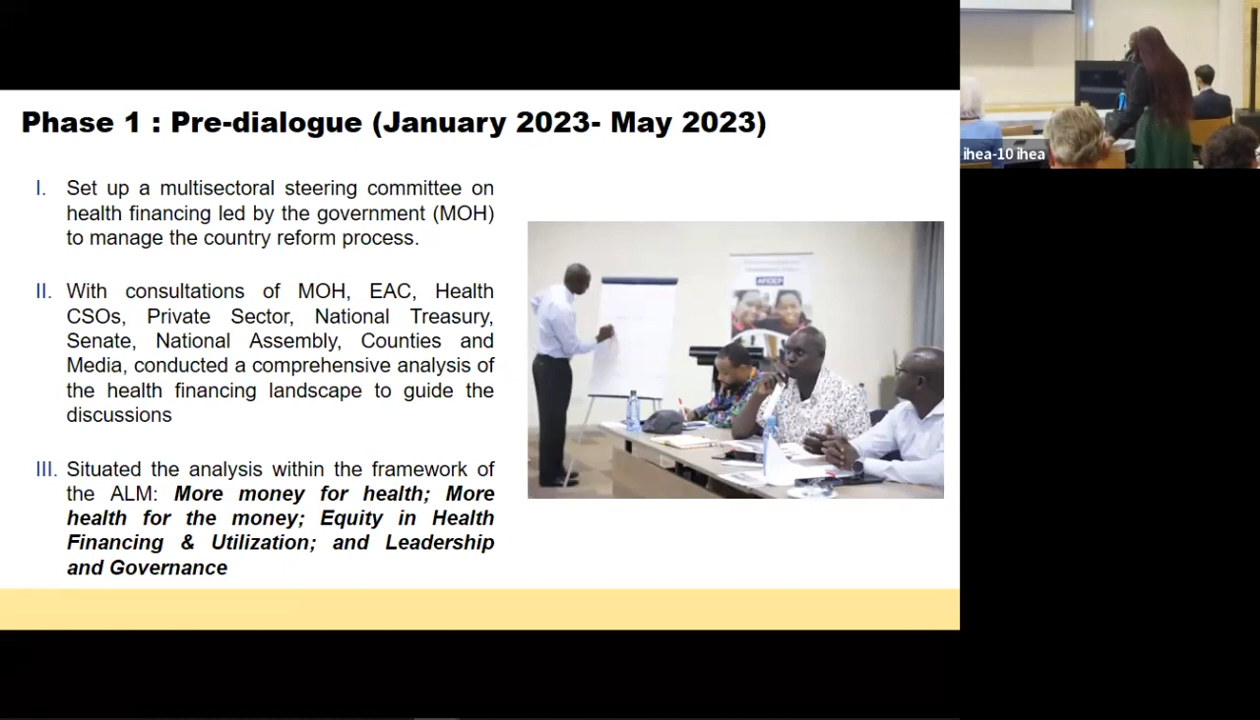 Phase 1 : Pre-dialogue (January 2023- May 2023)
I. Set up a multisectoral steering committee on
health financing led by the government (MOH)
to manage the country reform process.
II. With consultations of MOH, EAC, Health
CSOs, Private Sector, National Treasury,
Senate, National Assembly, Counties and
Media, conducted a comprehensive analysis of
the health financing landscape to guide the
discussions
III. Situated the analysis within the framework of
the ALM: More money for health; More
health for the money; Equity in Health
Financing & Utilization; and Leadership
and Governance
ihea-10 ihea